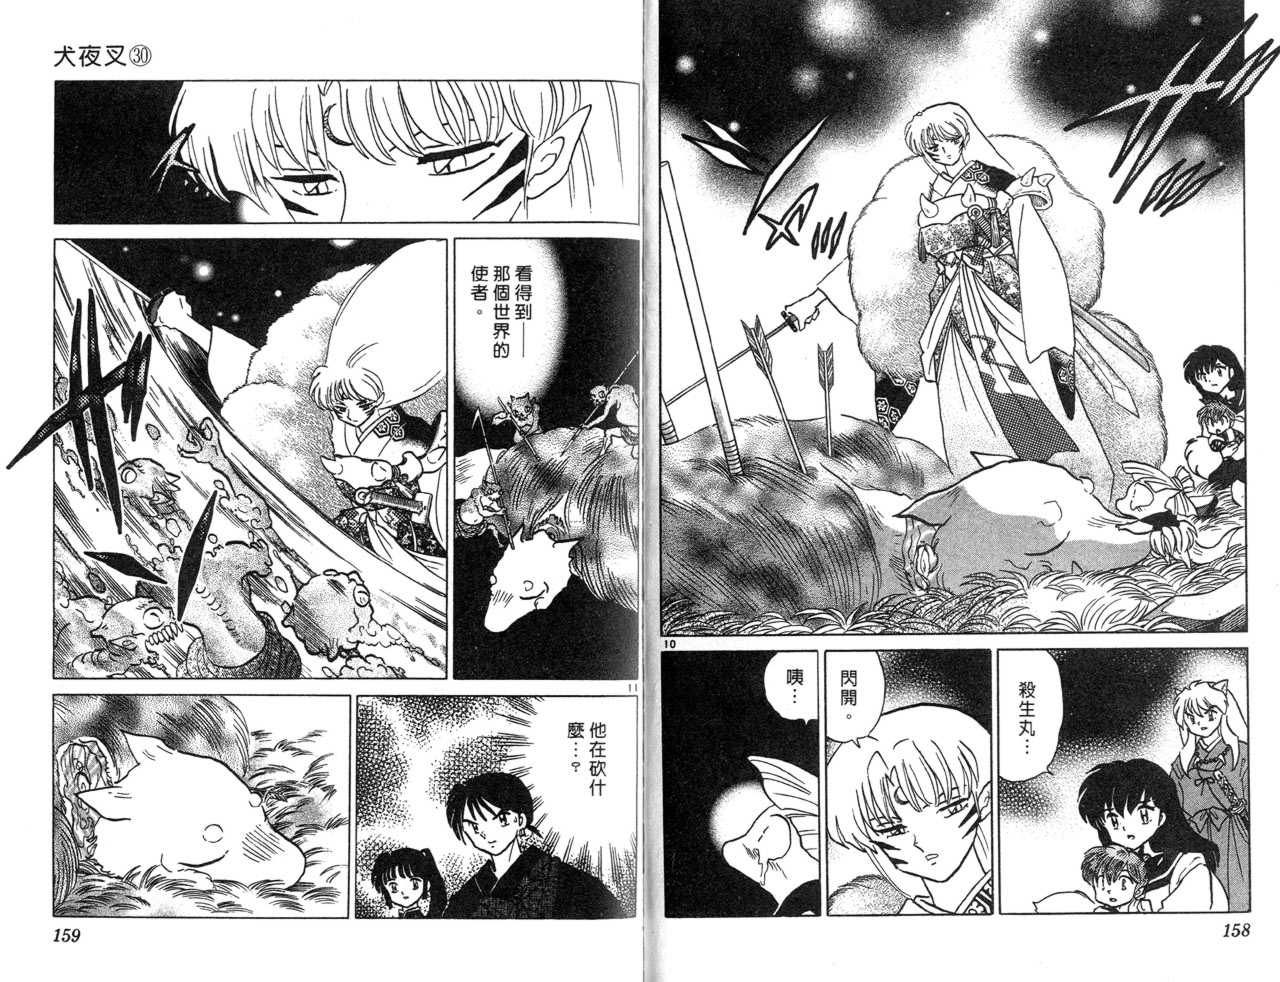 殺生丸…
閃開。
咦…
10
158
犬夜叉㉚
看得到——
那個世界的
使者。
11
他在砍什
麼…？
159